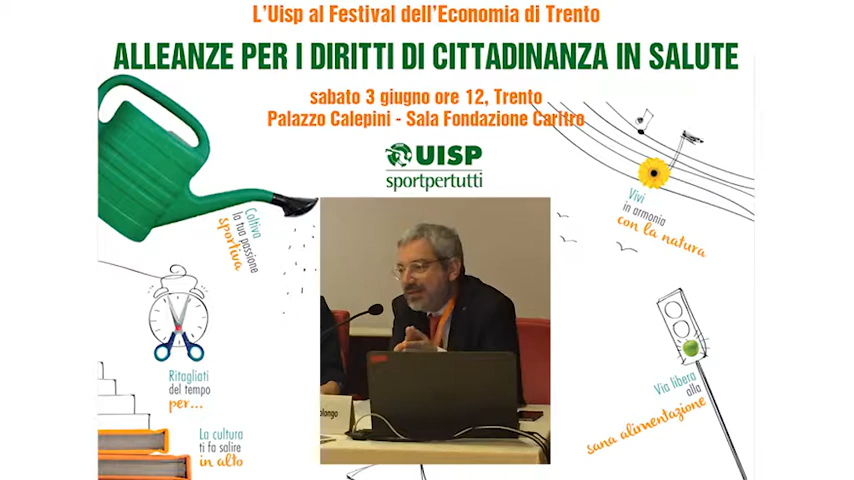 L'Uisp al Festival dell'Economia di Trento
ALLEANZE PER I DIRITTI DI CITTADINANZA IN SALUTE
sabato 3 giugno ore 12, Trento
Palazzo Calepini - Sala Fondazione Caritro
UISP
sportpertutti
Coltiva
la tua passione
sportiva
Vivi
in armonia
con la natura
Ritagliati
del tempo
per...
La cultura
ti fa salire
in alto
Via libera
alla
sana alimentazione
olongo